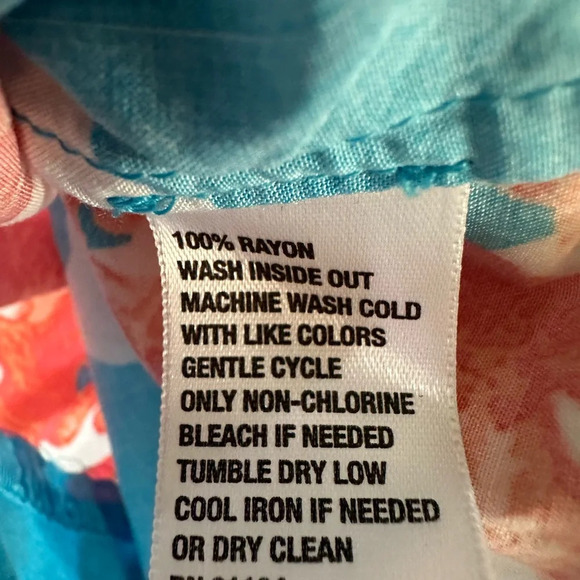 100% RAYON
WASH INSIDE OUT
MACHINE WASH COLD
WITH LIKE COLORS
GENTLE CYCLE
ONLY NON-CHLORINE
BLEACH IF NEEDED
TUMBLE DRY LOW
COOL IRON IF NEEDED
OR DRY CLEAN